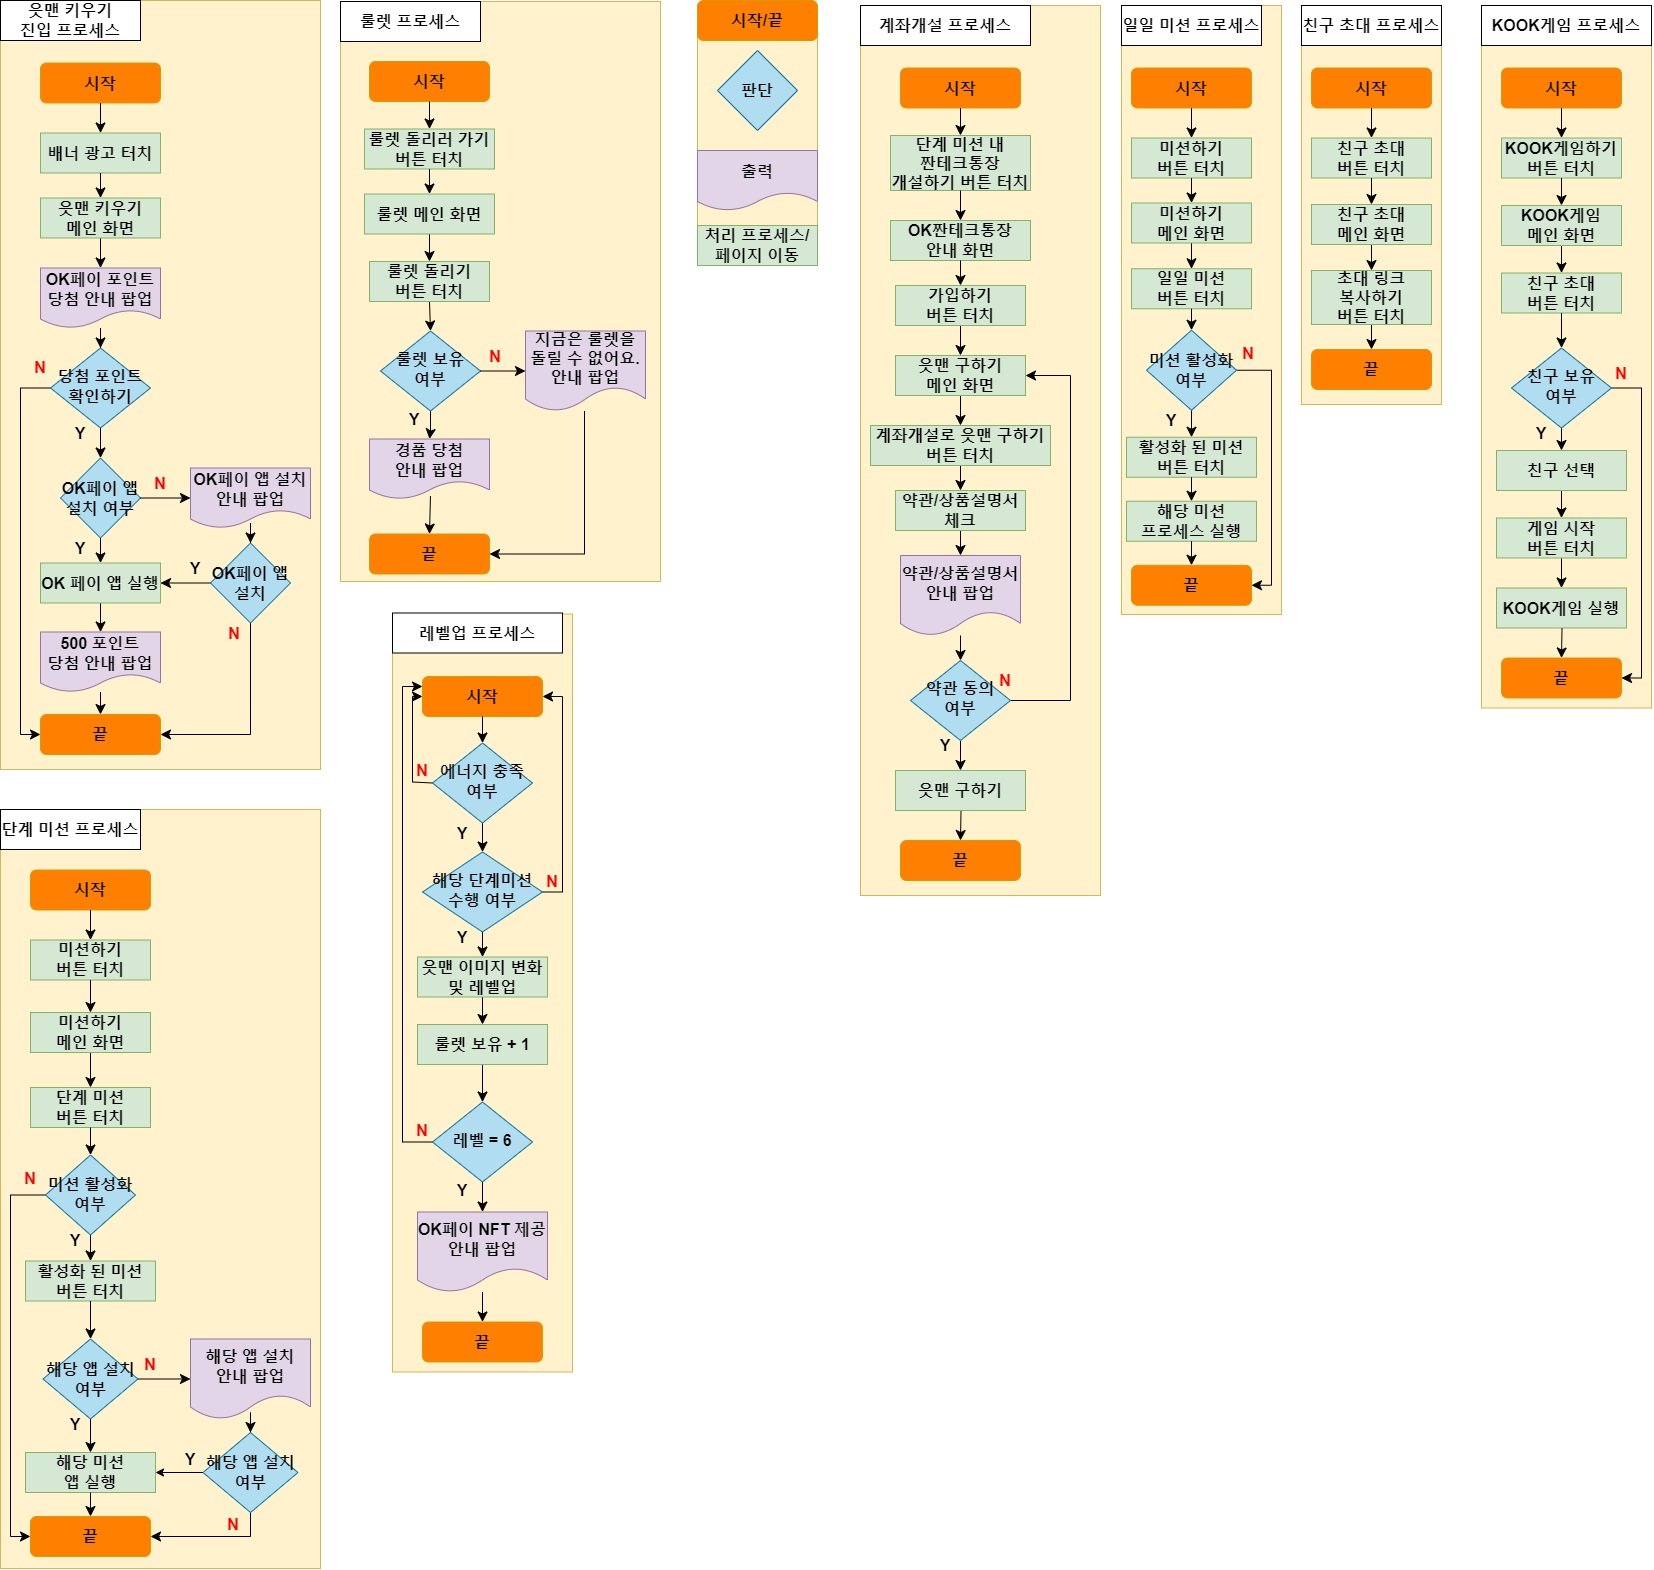 읏맨 키우기
진입 프로세스
시작
배너 광고 터치
읏맨 키우기
메인 화면
OK페이 포인트
당첨 안내 팝업
N
당첨 포인트
확인하기
Y
OK페이 앱
설치 여부
N
OK페이 앱 설치
안내 팝업
Y
OK 페이 앱 실행
Y
OK페이 앱
설치
N
500 포인트
당첨 안내 팝업
끝
룰렛 프로세스
시작
룰렛 돌리러 가기
버튼 터치
룰렛 메인 화면
룰렛 돌리기
버튼 터치
룰렛 보유
여부
N
지금은 룰렛을
돌릴 수 없어요.
안내 팝업
Y
경품 당첨
안내 팝업
끝
시작/끝
판단
출력
처리 프로세스/
페이지 이동
계좌개설 프로세스
시작
단계 미션 내
짠테크통장
개설하기 버튼 터치
OK짠테크통장
안내 화면
가입하기
버튼 터치
읏맨 구하기
메인 화면
계좌개설로 읏맨 구하기
버튼 터치
약관/상품설명서
체크
약관/상품설명서
안내 팝업
약관 동의
여부
N
Y
읏맨 구하기
끝
일일 미션 프로세스
시작
미션하기
버튼 터치
미션하기
메인 화면
일일 미션
버튼 터치
미션 활성화
여부
N
Y
활성화 된 미션
버튼 터치
해당 미션
프로세스 실행
끝
친구 초대 프로세스
시작
친구 초대
버튼 터치
친구 초대
메인 화면
초대 링크
복사하기
버튼 터치
끝
KOOK게임 프로세스
시작
KOOK게임하기
버튼 터치
KOOK게임
메인 화면
친구 초대
버튼 터치
친구 보유
여부
N
Y
친구 선택
게임 시작
버튼 터치
KOOK게임 실행
끝
레벨업 프로세스
시작
에너지 충족
여부
N
Y
해당 단계미션
수행 여부
N
Y
읏맨 이미지 변화
및 레벨업
룰렛 보유 + 1
레벨 = 6
N
Y
OK페이 NFT 제공
안내 팝업
끝
단계 미션 프로세스
시작
미션하기
버튼 터치
미션하기
메인 화면
단계 미션
버튼 터치
N
미션 활성화
여부
Y
활성화 된 미션
버튼 터치
해당 앱 설치
여부
N
해당 앱 설치
안내 팝업
Y
해당 미션
앱 실행
Y
해당 앱 설치
여부
N
끝